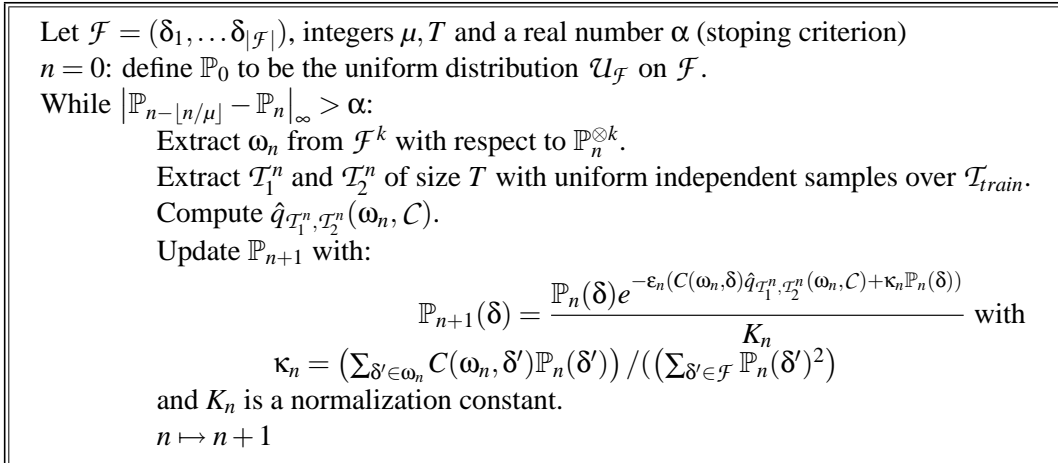 Let ℱ = (δ₁, … δ_{|ℱ|}), integers μ, T and a real number α (stoping criterion)
n = 0: define ℙ₀ to be the uniform distribution 𝒰_ℱ on ℱ.
While |ℙ_{n−⌊n/μ⌋} − ℙ_n|_∞ > α:
Extract ω_n from ℱ^k with respect to ℙ_n^{⊗k}.
Extract 𝒯₁ⁿ and 𝒯₂ⁿ of size T with uniform independent samples over 𝒯_{train}.
Compute q̂_{𝒯₁ⁿ,𝒯₂ⁿ}(ω_n, 𝒞).
Update ℙ_{n+1} with:
ℙ_{n+1}(δ) = ℙ_n(δ)e^{−ε_n(C(ω_n,δ)q̂_{𝒯₁ⁿ,𝒯₂ⁿ}(ω_n,𝒞)+κ_nℙ_n(δ))} / K_n with
κ_n = (∑_{δ′∈ω_n} C(ω_n, δ′)ℙ_n(δ′)) /((∑_{δ′∈ℱ} ℙ_n(δ′)²)
and K_n is a normalization constant.
n ↦ n + 1